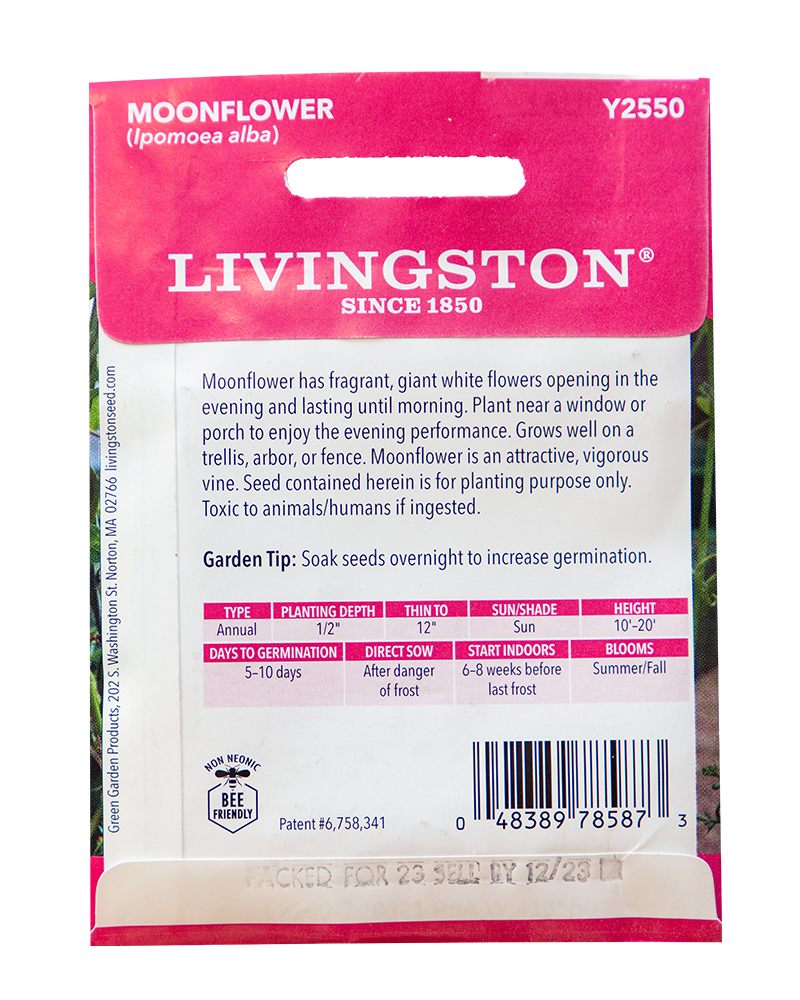 MOONFLOWER
(Ipomoea alba)
Y2550
LIVINGSTON®
SINCE 1850
Green Garden Products, 202 S. Washington St. Norton, MA 02766 livingstonseed.com
Moonflower has fragrant, giant white flowers opening in the
evening and lasting until morning. Plant near a window or
porch to enjoy the evening performance. Grows well on a
trellis, arbor, or fence. Moonflower is an attractive, vigorous
vine. Seed contained herein is for planting purpose only.
Toxic to animals/humans if ingested.
Garden Tip: Soak seeds overnight to increase germination.
TYPE PLANTING DEPTH THIN TO SUN/SHADE HEIGHT
Annual 1/2" 12" Sun 10'–20'
DAYS TO GERMINATION DIRECT SOW START INDOORS BLOOMS
5–10 days After danger 6–8 weeks before Summer/Fall
of frost last frost
NON NEONIC
BEE
FRIENDLY
Patent #6,758,341
0 48389 78587 3
PACKED FOR 23 SELL BY 12/23